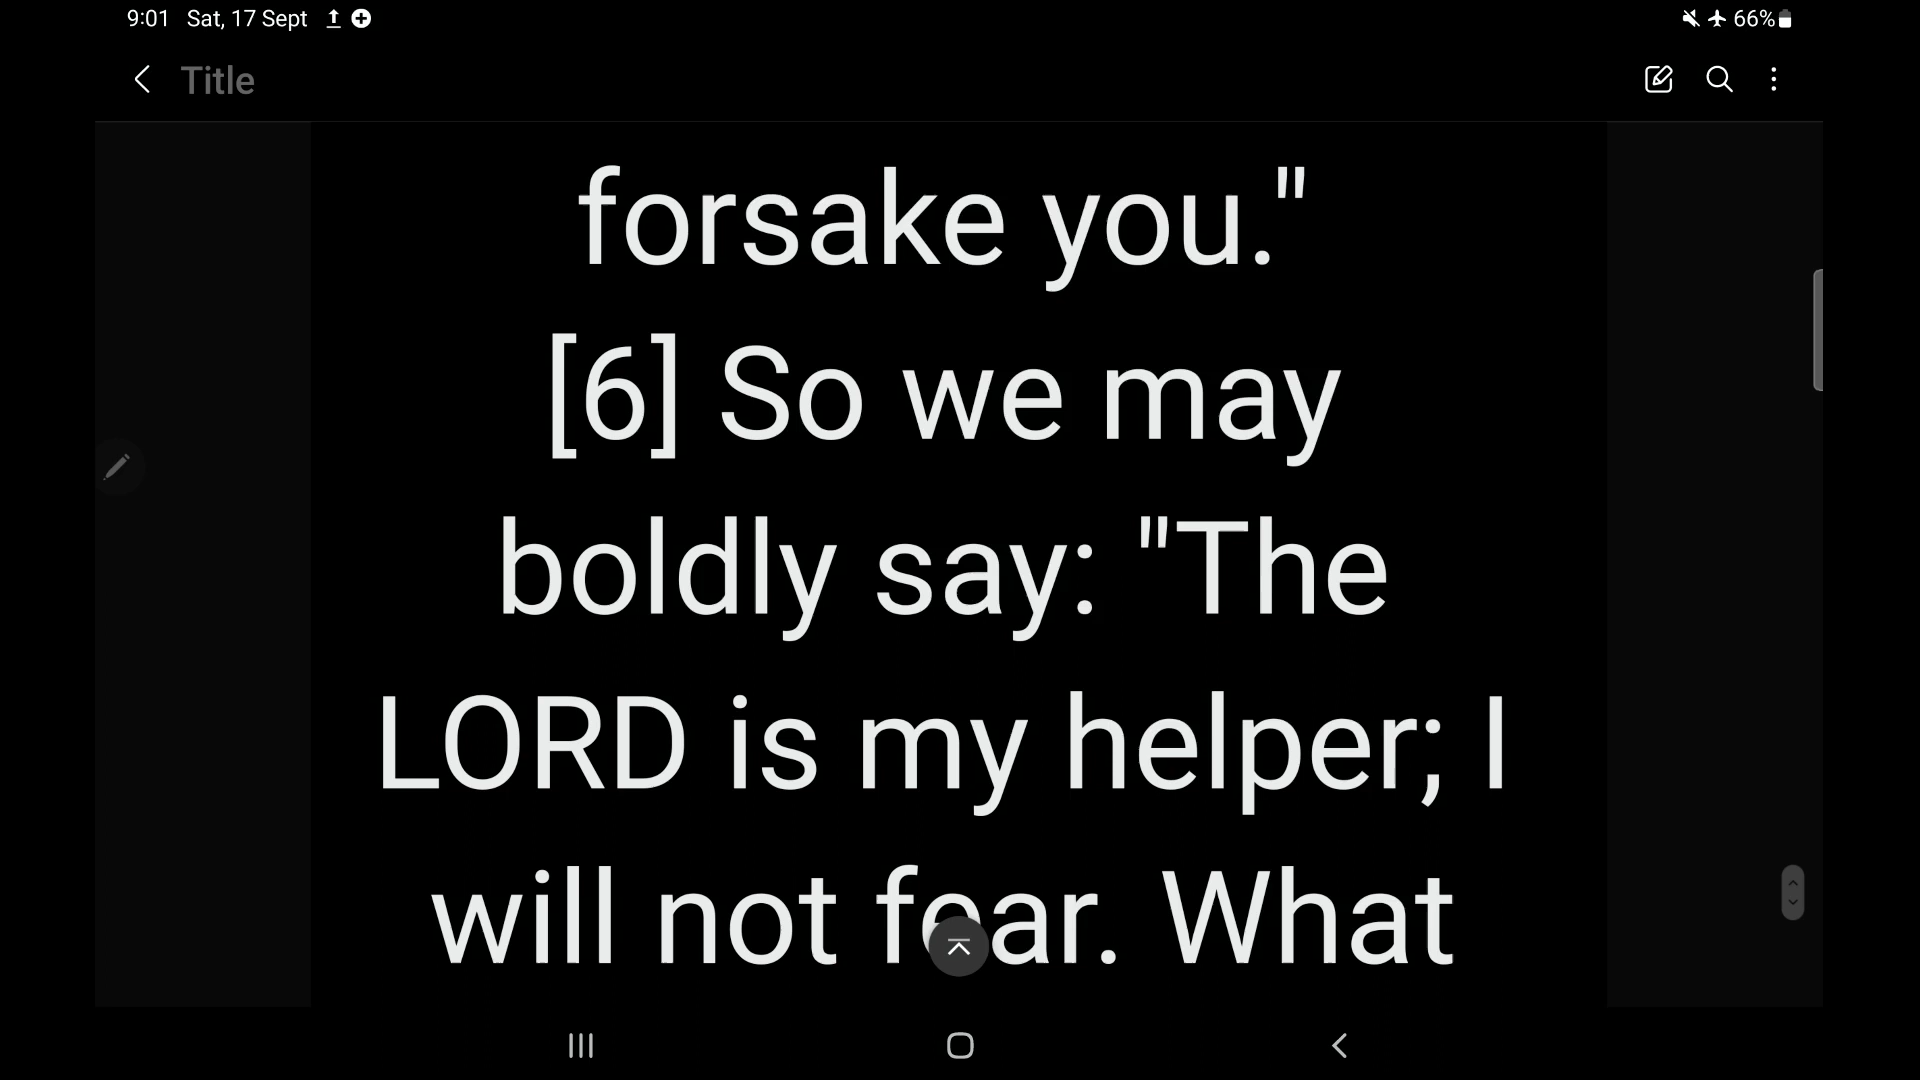 9:01 Sat, 17 Sept 66%
Title
forsake you."
[6] So we may
boldly say: "The
LORD is my helper; I
will not fear. What